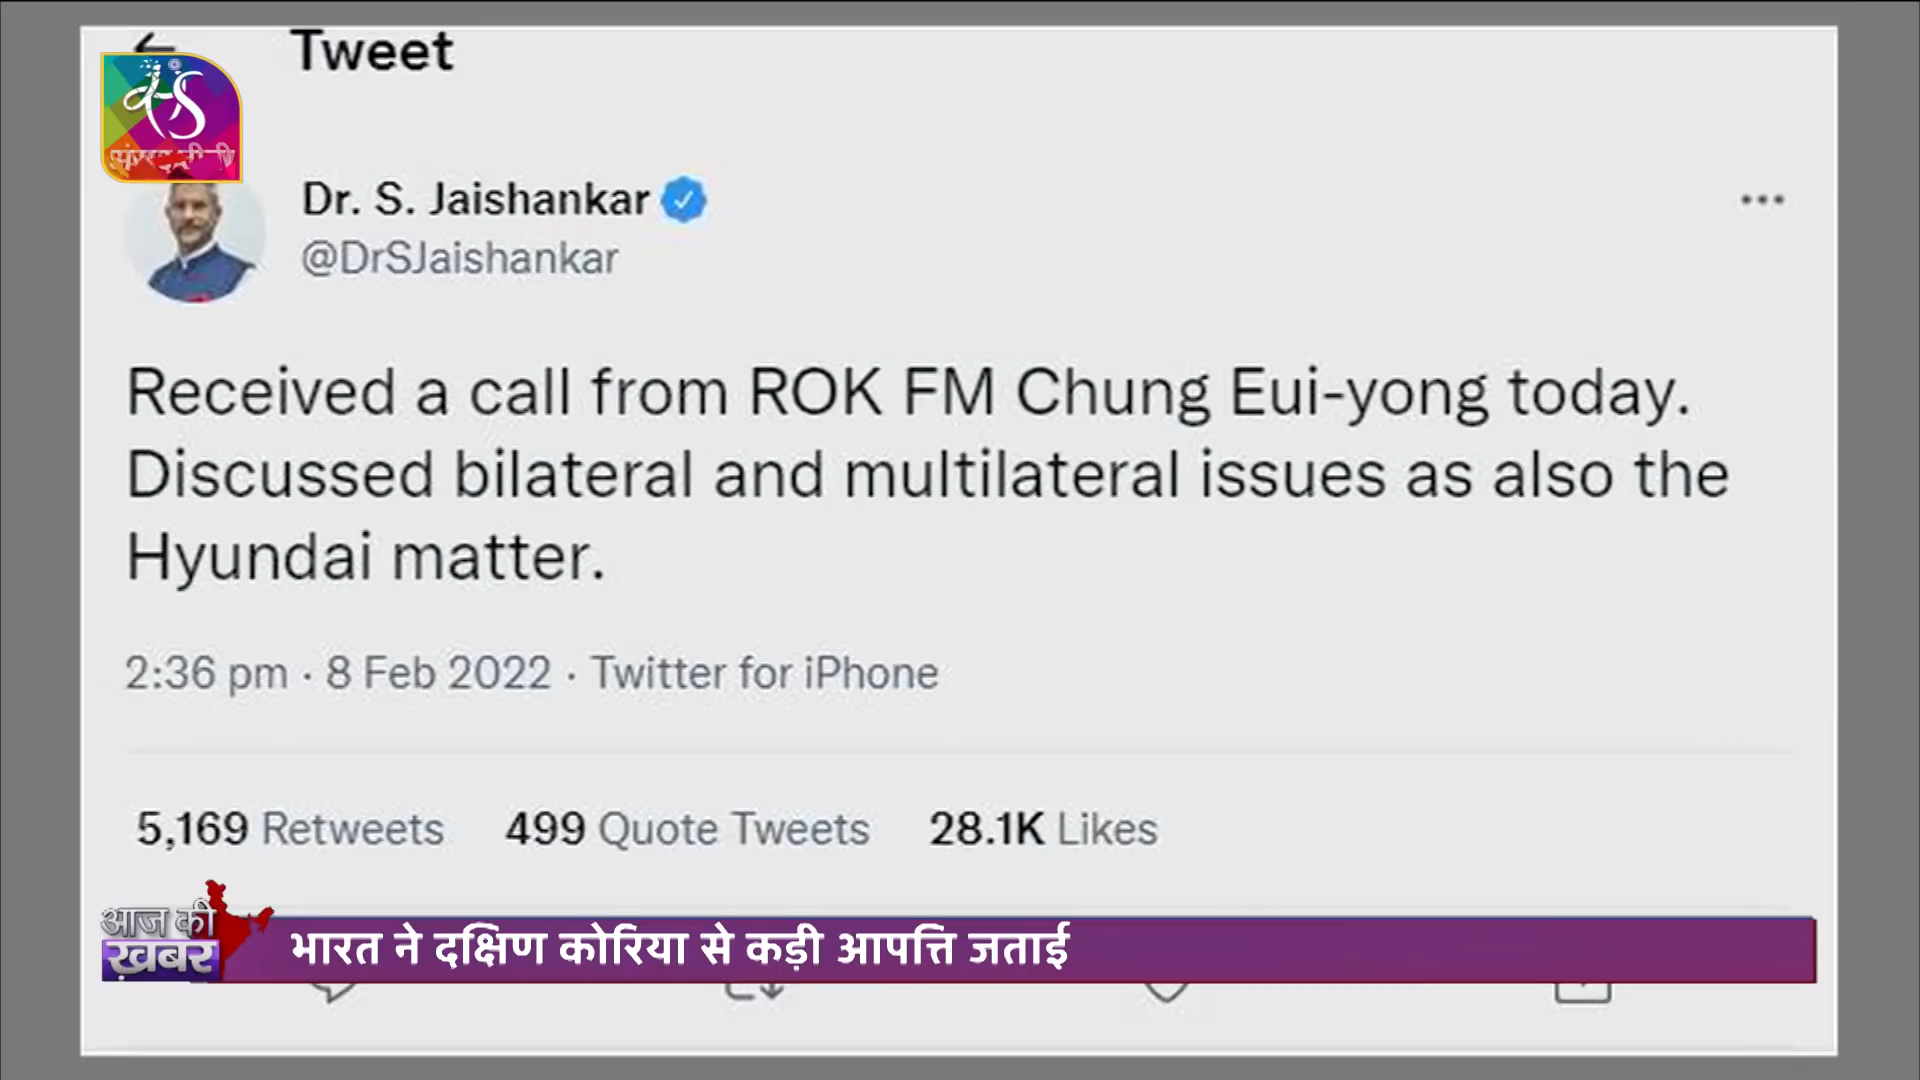 Tweet
Dr. S. Jaishankar
@DrSJaishankar
Received a call from ROK FM Chung Eui-yong today.
Discussed bilateral and multilateral issues as also the
Hyundai matter.
2:36 pm · 8 Feb 2022 · Twitter for iPhone
5,169 Retweets 499 Quote Tweets 28.1K Likes
आज की
ख़बर
भारत ने दक्षिण कोरिया से कड़ी आपत्ति जताई